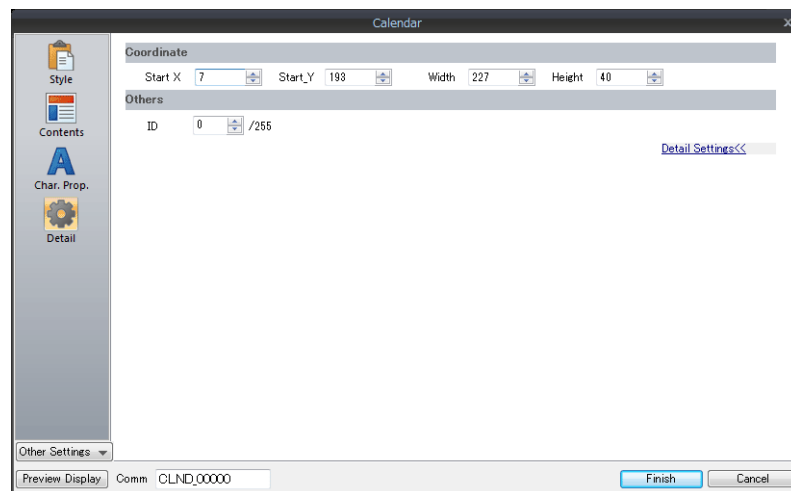 Calendar x
Style
Contents
Char. Prop.
Detail
Coordinate
Start X 7 Start_Y 193 Width 227 Height 40
Others
ID 0 /255
Detail Settings<<
Other Settings
Preview Display Comm CLND_00000 Finish Cancel